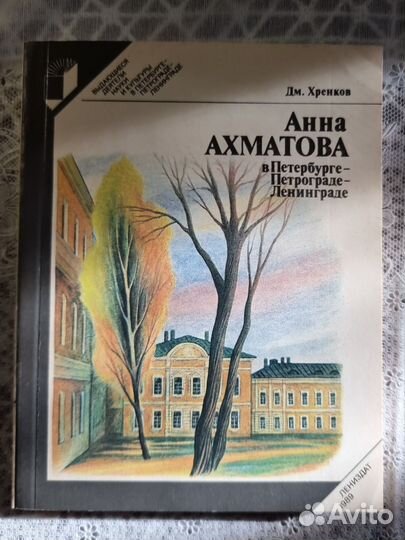 ВЫДАЮЩИЕСЯ
ДЕЯТЕЛИ
НАУКИ
И КУЛЬТУРЫ
В ПЕТЕРБУРГЕ-
ПЕТРОГРАДЕ-
ЛЕНИНГРАДЕ
Дм. Хренков
Анна
АХМАТОВА
в Петербурге –
Петрограде –
Ленинграде
ЛЕНИЗДАТ
1989
Avito